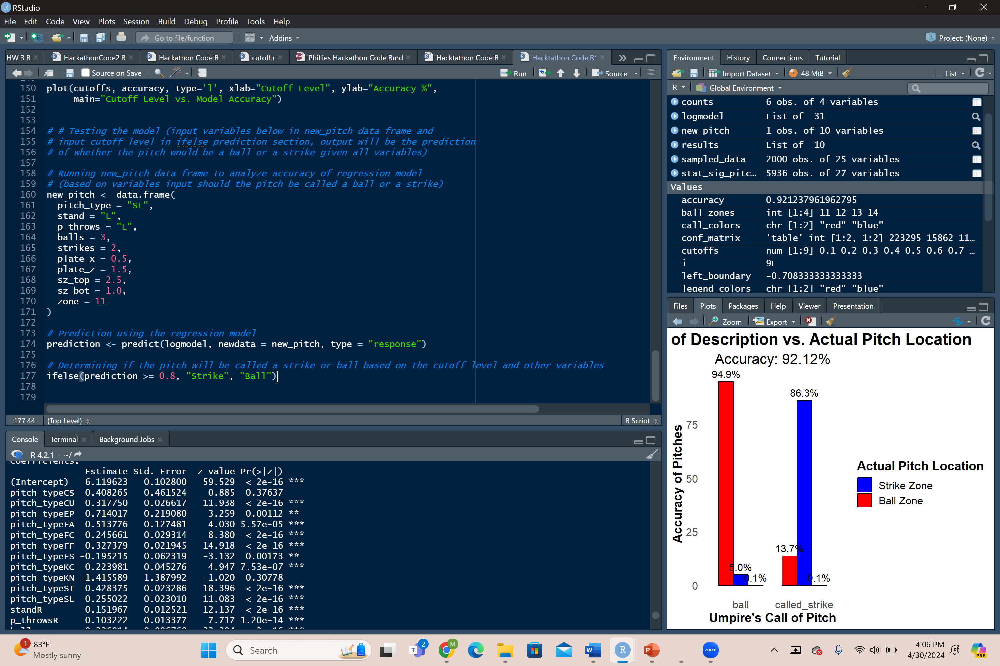 RStudio
File Edit Code View Plots Session Build Debug Profile Tools Help
Go to file/function Addins Project: (None)
HW 3.R HackathonCode2.R Hackathon Code.R cutoff.r Phillies Hackathon Code.Rmd Hacktathon Code.R Hacktathon Code.R*
Source on Save Run Source
150 plot(cutoffs, accuracy, type='l', xlab="Cutoff Level", ylab="Accuracy %",
151 main="Cutoff Level vs. Model Accuracy")
152
153
154 # # Testing the model (input variables below in new_pitch data frame and
155 # input cutoff level in ifelse prediction section, output will be the prediction
156 # of whether the pitch would be a ball or a strike given all variables)
157
158 # Running new_pitch data frame to analyze accuracy of regression model
159 # (based on variables input should the pitch be called a ball or a strike)
160 new_pitch <- data.frame(
161 pitch_type = "SL",
162 stand = "L",
163 p_throws = "L",
164 balls = 3,
165 strikes = 2,
166 plate_x = 0.5,
167 plate_z = 1.5,
168 sz_top = 2.5,
169 sz_bot = 1.0,
170 zone = 11
171 )
172
173 # Prediction using the regression model
174 prediction <- predict(logmodel, newdata = new_pitch, type = "response")
175
176 # Determining if the pitch will be called a strike or ball based on the cutoff level and other variables
177 ifelse(prediction >= 0.8, "Strike", "Ball")
178
179
177:44 (Top Level) R Script
Console Terminal Background Jobs
R 4.2.1 · ~/
Coefficients:
Estimate Std. Error z value Pr(>|z|)
(Intercept) 6.119623 0.102800 59.529 < 2e-16 ***
pitch_typeCS 0.408265 0.461524 0.885 0.37637
pitch_typeCU 0.317750 0.026617 11.938 < 2e-16 ***
pitch_typeEP 0.714017 0.219080 3.259 0.00112 **
pitch_typeFA 0.513776 0.127481 4.030 5.57e-05 ***
pitch_typeFC 0.245661 0.029314 8.380 < 2e-16 ***
pitch_typeFF 0.327379 0.021945 14.918 < 2e-16 ***
pitch_typeFS -0.195215 0.062319 -3.132 0.00173 **
pitch_typeKC 0.223981 0.045276 4.947 7.53e-07 ***
pitch_typeKN -1.415589 1.387992 -1.020 0.30778
pitch_typeSI 0.428375 0.023286 18.396 < 2e-16 ***
pitch_typeSL 0.255022 0.023010 11.083 < 2e-16 ***
standR 0.151967 0.012521 12.137 < 2e-16 ***
p_throwsR 0.103222 0.013377 7.717 1.20e-14 ***
Environment History Connections Tutorial
Import Dataset 48 MiB List
R Global Environment
counts 6 obs. of 4 variables
logmodel List of 31
new_pitch 1 obs. of 10 variables
results List of 10
sampled_data 2000 obs. of 25 variables
stat_sig_pitc… 5936 obs. of 27 variables
Values
accuracy 0.921237961962795
ball_zones int [1:4] 11 12 13 14
call_colors chr [1:2] "red" "blue"
conf_matrix 'table' int [1:2, 1:2] 223295 15862 11…
cutoffs num [1:9] 0.1 0.2 0.3 0.4 0.5 0.6 0.7 …
i 9L
left_boundary -0.708333333333333
legend_colors chr [1:2] "red" "blue"
Files Plots Packages Help Viewer Presentation
Zoom Export
of Description vs. Actual Pitch Location
Accuracy: 92.12%
94.9%
86.3%
75
50
25
0
Accuracy of Pitches
13.7%
5.0%
0.1%
0.1%
ball called_strike
Umpire's Call of Pitch
Actual Pitch Location
Strike Zone
Ball Zone
1
83°F
Mostly sunny
Search
T 2
M
W
R
P
zoom
4:06 PM
4/30/2024
PRE